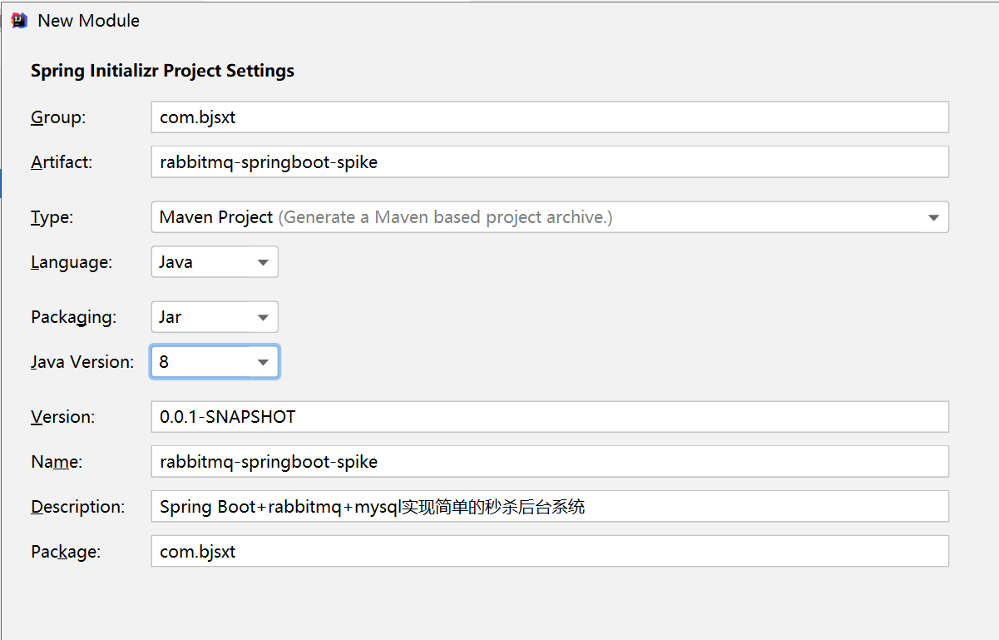 New Module
Spring Initializr Project Settings
Group: com.bjsxt
Artifact: rabbitmq-springboot-spike
Type: Maven Project (Generate a Maven based project archive.)
Language: Java
Packaging: Jar
Java Version: 8
Version: 0.0.1-SNAPSHOT
Name: rabbitmq-springboot-spike
Description: Spring Boot+rabbitmq+mysql实现简单的秒杀后台系统
Package: com.bjsxt